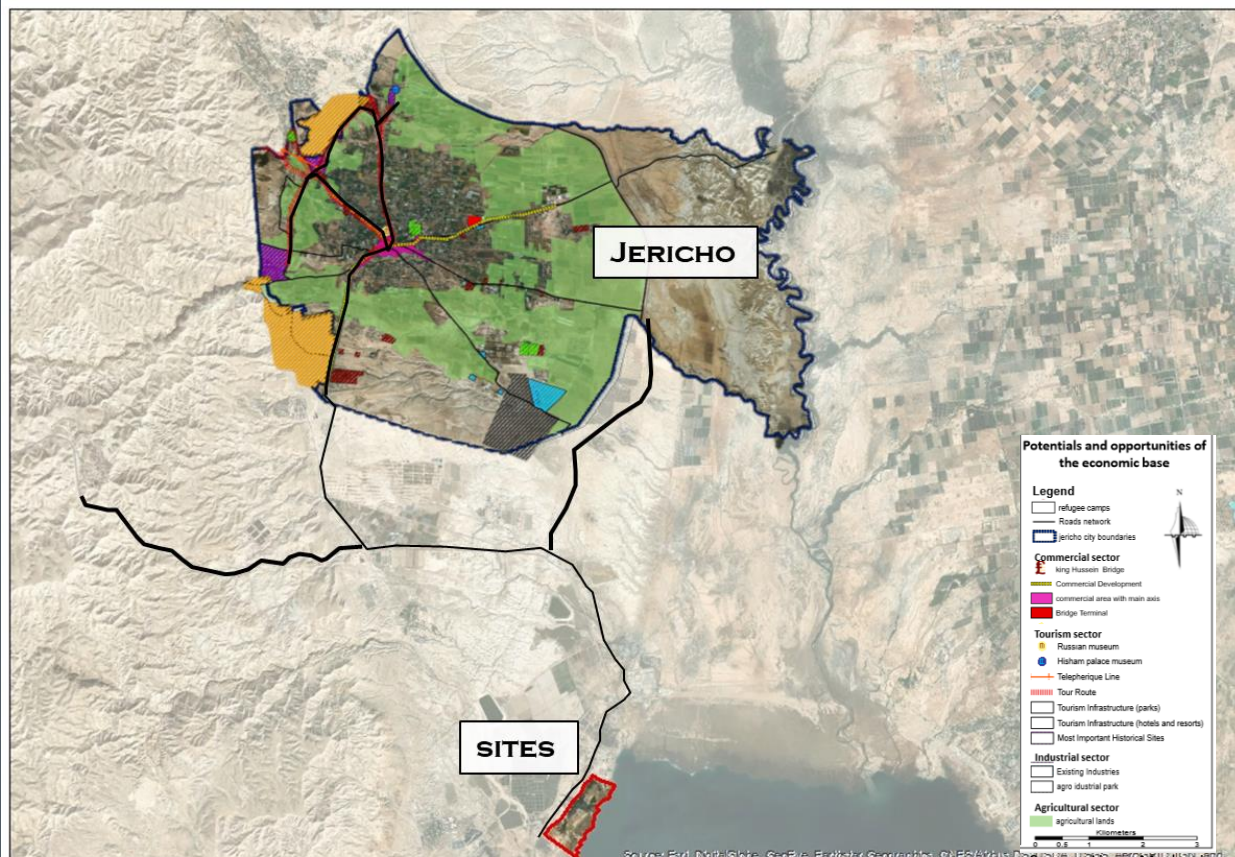 JERICHO
SITES
Potentials and opportunities of
the economic base
Legend
N
refugee camps
Roads network
jericho city boundaries
Commercial sector
king Hussein Bridge
Commercial Development
commercial area with main axis
Bridge Terminal
Tourism sector
Russian museum
Hisham palace museum
Telepherique Line
Tour Route
Tourism Infrastructure (parks)
Tourism Infrastructure (hotels and resorts)
Most Important Historical Sites
Industrial sector
Existing Industries
agro idustrial park
Agricultural sector
agricultural lands
Kilometers
0 0.5 1 2 3